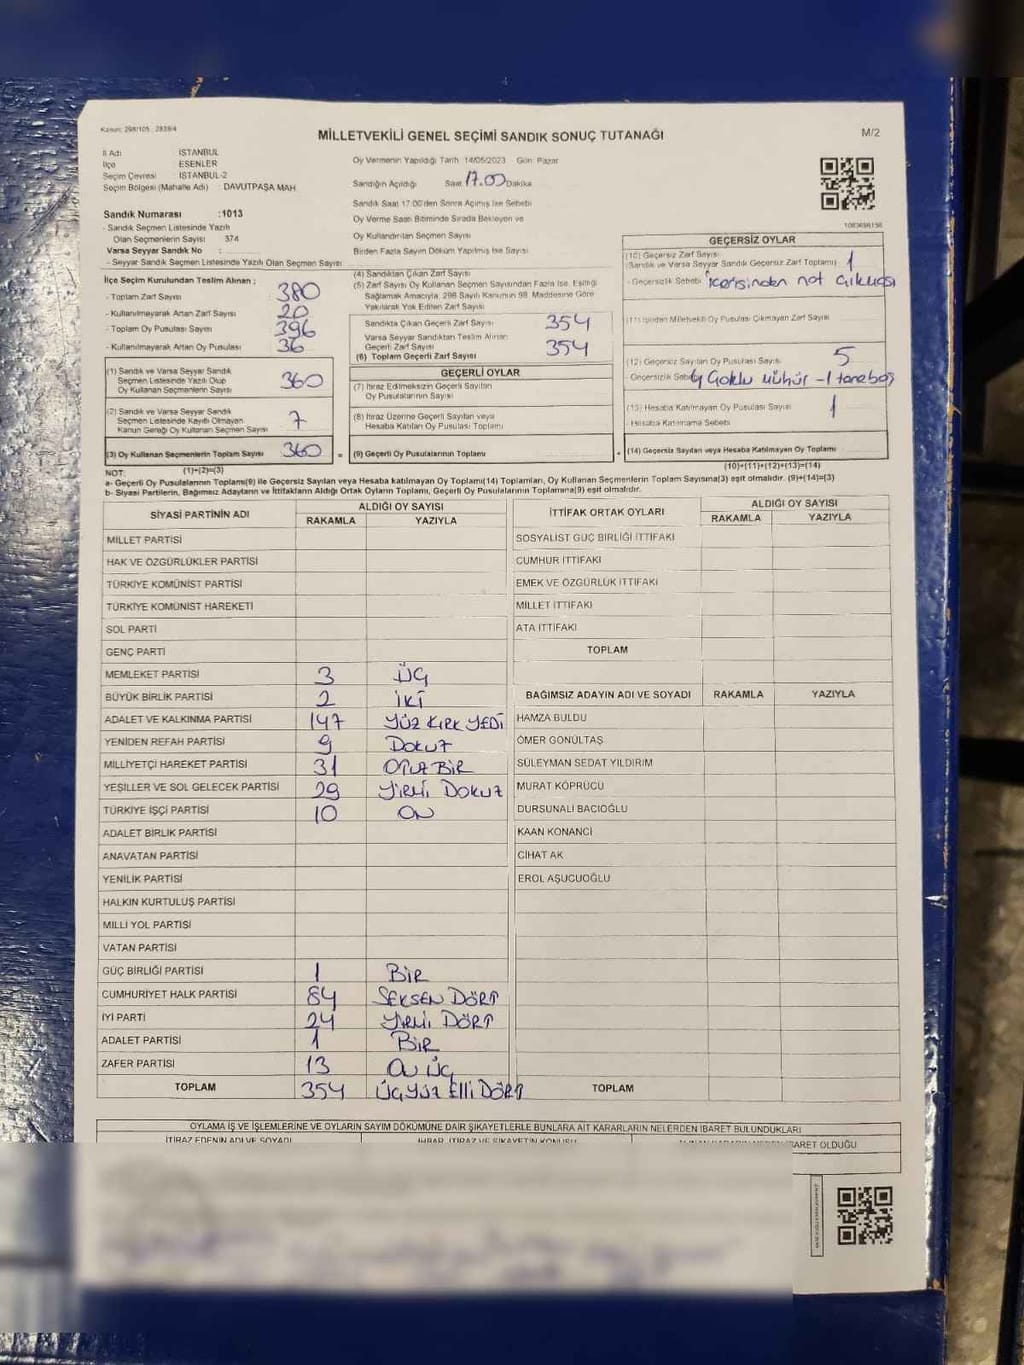 Kanun: 298/105, 2839/4
MİLLETVEKİLİ GENEL SEÇİMİ SANDIK SONUÇ TUTANAĞI
M/2
İl Adı İSTANBUL
İlçe ESENLER
Seçim Çevresi : İSTANBUL-2
Seçim Bölgesi (Mahalle Adı) : DAVUTPAŞA MAH.
Sandık Numarası :1013
- Sandık Seçmen Listesinde Yazılı
Olan Seçmenlerin Sayısı 374
Varsa Seyyar Sandık No :
- Seyyar Sandık Seçmen Listesinde Yazılı Olan Seçmen Sayısı
Oy Vermenin Yapıldığı Tarih: 14/05/2023 Gün: Pazar
Sandığın Açıldığı Saat 17.00 Dakika
Sandık Saat 17:00'den Sonra Açılmış İse Sebebi
Oy Verme Saati Bitiminde Sırada Bekleyen ve
Oy Kullandırılan Seçmen Sayısı
Birden Fazla Sayım Döküm Yapılmış İse Sayısı
İlçe Seçim Kurulundan Teslim Alınan :
- Toplam Zarf Sayısı 380
- Kullanılmayarak Artan Zarf Sayısı 20
- Toplam Oy Pusulası Sayısı 396
- Kullanılmayarak Artan Oy Pusulası 36
(1) Sandık ve Varsa Seyyar Sandık
Seçmen Listesinde Yazılı Olup
Oy Kullanan Seçmenlerin Sayısı 360
(2) Sandık ve Varsa Seyyar Sandık
Seçmen Listesinde Kayıtlı Olmayan
Kanun Gereği Oy Kullanan Seçmen Sayısı 7
(3) Oy Kullanan Seçmenlerin Toplam Sayısı 360
(1)+(2)=(3)
(4) Sandıktan Çıkan Zarf Sayısı
(5) Zarf Sayısı Oy Kullanan Seçmen Sayısından Fazla İse, Eşitliği
Sağlamak Amacıyla, 298 Sayılı Kanunun 98. Maddesine Göre
Yakılarak Yok Edilen Zarf Sayısı
Sandıkta Çıkan Geçerli Zarf Sayısı 354
Varsa Seyyar Sandıktan Teslim Alınan
Geçerli Zarf Sayısı 354
(6) Toplam Geçerli Zarf Sayısı
GEÇERLİ OYLAR
(7) İtiraz Edilmeksizin Geçerli Sayılan
Oy Pusulalarının Sayısı
(8) İtiraz Üzerine Geçerli Sayılan veya
Hesaba Katılan Oy Pusulası Toplamı
= (9) Geçerli Oy Pusulalarının Toplamı +
GEÇERSİZ OYLAR
(10) Geçersiz Zarf Sayısı
(Sandık ve Varsa Seyyar Sandık Geçersiz Zarf Toplamı) 1
- Geçersizlik Sebebi içerisinden not çıkması
(11) İçinden Milletvekili Oy Pusulası Çıkmayan Zarf Sayısı
(12) Geçersiz Sayılan Oy Pusulası Sayısı 5
- Geçersizlik Sebebi 4 Çoklu mühür - 1 tane boş
(13) Hesaba Katılmayan Oy Pusulası Sayısı 1
- Hesaba Katılmama Sebebi
(14) Geçersiz Sayılan veya Hesaba Katılmayan Oy Toplamı
(10)+(11)+(12)+(13)=(14)
NOT:
a- Geçerli Oy Pusulalarının Toplamı(9) ile Geçersiz Sayılan veya Hesaba katılmayan Oy Toplamı(14) Toplamları, Oy Kullanan Seçmenlerin Toplam Sayısına(3) eşit olmalıdır. (9)+(14)=(3)
b- Siyasi Partilerin, Bağımsız Adayların ve İttifakların Aldığı Ortak Oyların Toplamı, Geçerli Oy Pusulalarının Toplamına(9) eşit olmalıdır.
SİYASİ PARTİNİN ADI ALDIĞI OY SAYISI
RAKAMLA YAZIYLA
MİLLET PARTİSİ
HAK VE ÖZGÜRLÜKLER PARTİSİ
TÜRKİYE KOMÜNİST PARTİSİ
TÜRKİYE KOMÜNİST HAREKETİ
SOL PARTİ
GENÇ PARTİ
MEMLEKET PARTİSİ 3 ÜÇ
BÜYÜK BİRLİK PARTİSİ 2 İKİ
ADALET VE KALKINMA PARTİSİ 147 YÜZ KIRK YEDİ
YENİDEN REFAH PARTİSİ 9 DOKUZ
MİLLİYETÇİ HAREKET PARTİSİ 31 OTUZ BİR
YEŞİLLER VE SOL GELECEK PARTİSİ 29 YİRMİ DOKUZ
TÜRKİYE İŞÇİ PARTİSİ 10 ON
ADALET BİRLİK PARTİSİ
ANAVATAN PARTİSİ
YENİLİK PARTİSİ
HALKIN KURTULUŞ PARTİSİ
MİLLİ YOL PARTİSİ
VATAN PARTİSİ
GÜÇ BİRLİĞİ PARTİSİ 1 BİR
CUMHURİYET HALK PARTİSİ 84 SEKSEN DÖRT
İYİ PARTİ 24 YİRMİ DÖRT
ADALET PARTİSİ 1 BİR
ZAFER PARTİSİ 13 ON ÜÇ
TOPLAM 354 ÜÇ YÜZ ELLİ DÖRT
İTTİFAK ORTAK OYLARI ALDIĞI OY SAYISI
RAKAMLA YAZIYLA
SOSYALİST GÜÇ BİRLİĞİ İTTİFAKI
CUMHUR İTTİFAKI
EMEK VE ÖZGÜRLÜK İTTİFAKI
MİLLET İTTİFAKI
ATA İTTİFAKI
TOPLAM
BAĞIMSIZ ADAYIN ADI VE SOYADI RAKAMLA YAZIYLA
HAMZA BULDU
ÖMER GÖNÜLTAŞ
SÜLEYMAN SEDAT YILDIRIM
MURAT KÖPRÜCÜ
DURSUNALİ BACIOĞLU
KAAN KONANCİ
CİHAT AK
EROL AŞUCUOĞLU
TOPLAM
OYLAMA İŞ VE İŞLEMLERİNE VE OYLARIN SAYIM DÖKÜMÜNE DAİR ŞİKAYETLERLE BUNLARA AİT KARARLARIN NELERDEN İBARET BULUNDUKLARI
İTİRAZ EDENİN ADI VE SOYADI İHBAR, İTİRAZ VE ŞİKAYETİN KONUSU İBARET OLDUĞU